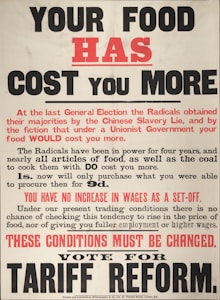 YOUR FOOD
HAS
COST YOU MORE
At the last General Election the Radicals obtained
their majorities by the Chinese Slavery Lie, and by
the fiction that under a Unionist Government your
food WOULD cost you more.
The Radicals have been in power for four years, and
nearly all articles of food, as well as the coal
to cook them with DO cost you more.
1s. now will only purchase what you were able
to procure then for 9d.
YOU HAVE NO INCREASE IN WAGES AS A SET-OFF.
Under our present trading conditions there is no
chance of checking this tendency to rise in the price of
food, nor of giving you fuller employment or higher wages.
THESE CONDITIONS MUST BE CHANGED.
VOTE FOR
TARIFF REFORM.